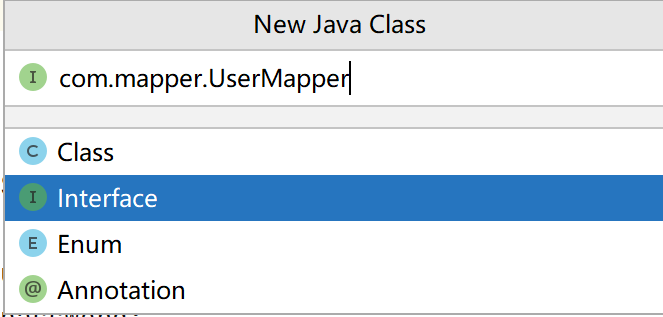 New Java Class
I com.mapper.UserMapper
C Class
I Interface
E Enum
@ Annotation